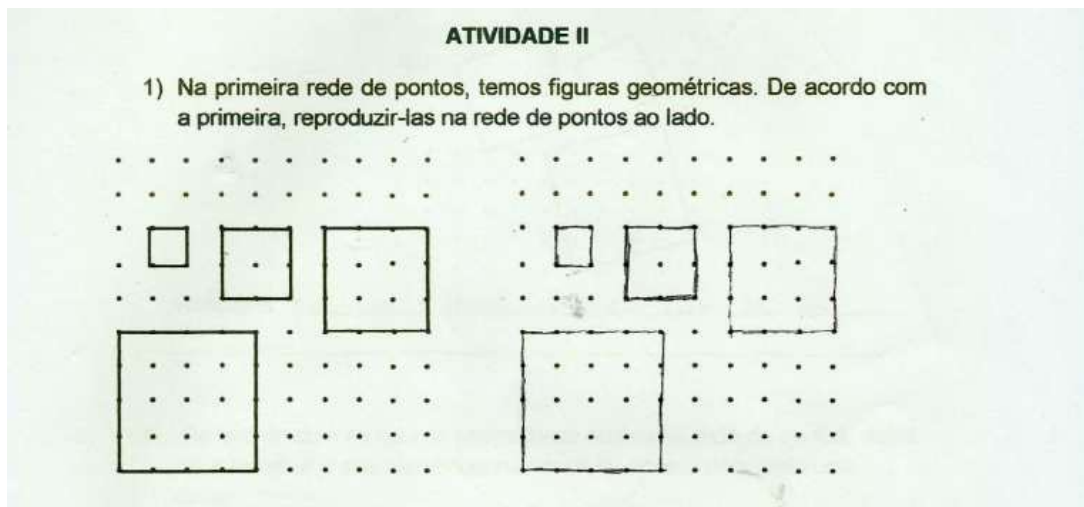 ATIVIDADE II
1) Na primeira rede de pontos, temos figuras geométricas. De acordo com
a primeira, reproduzir-las na rede de pontos ao lado.